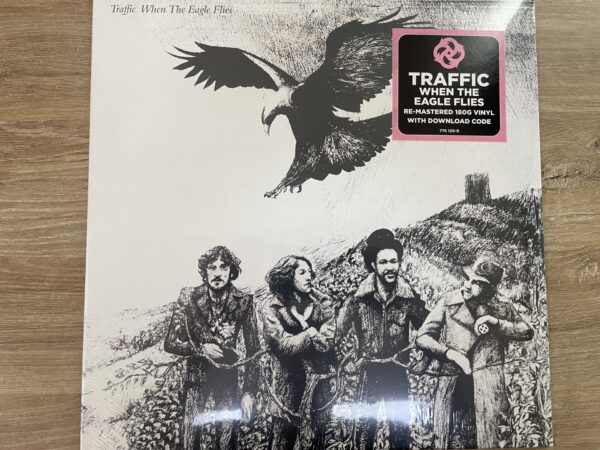 Traffic When The Eagle Flies
TRAFFIC
WHEN THE
EAGLE FLIES
RE-MASTERED 180G VINYL
WITH DOWNLOAD CODE
775 125-9